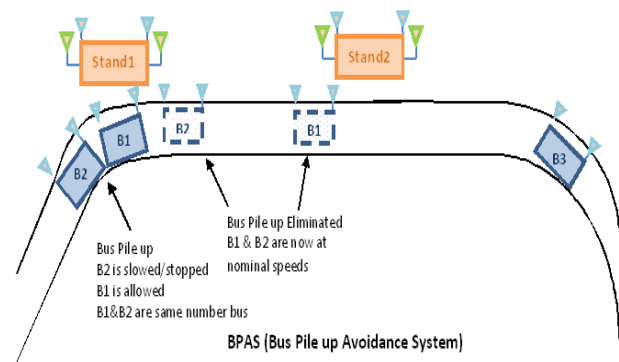 Stand1
Stand2
B2
B1
B2
B1
B3
Bus Pile up
B2 is slowed/stopped
B1 is allowed
B1&B2 are same number bus
Bus Pile up Eliminated
B1 & B2 are now at
nominal speeds
BPAS (Bus Pile up Avoidance System)